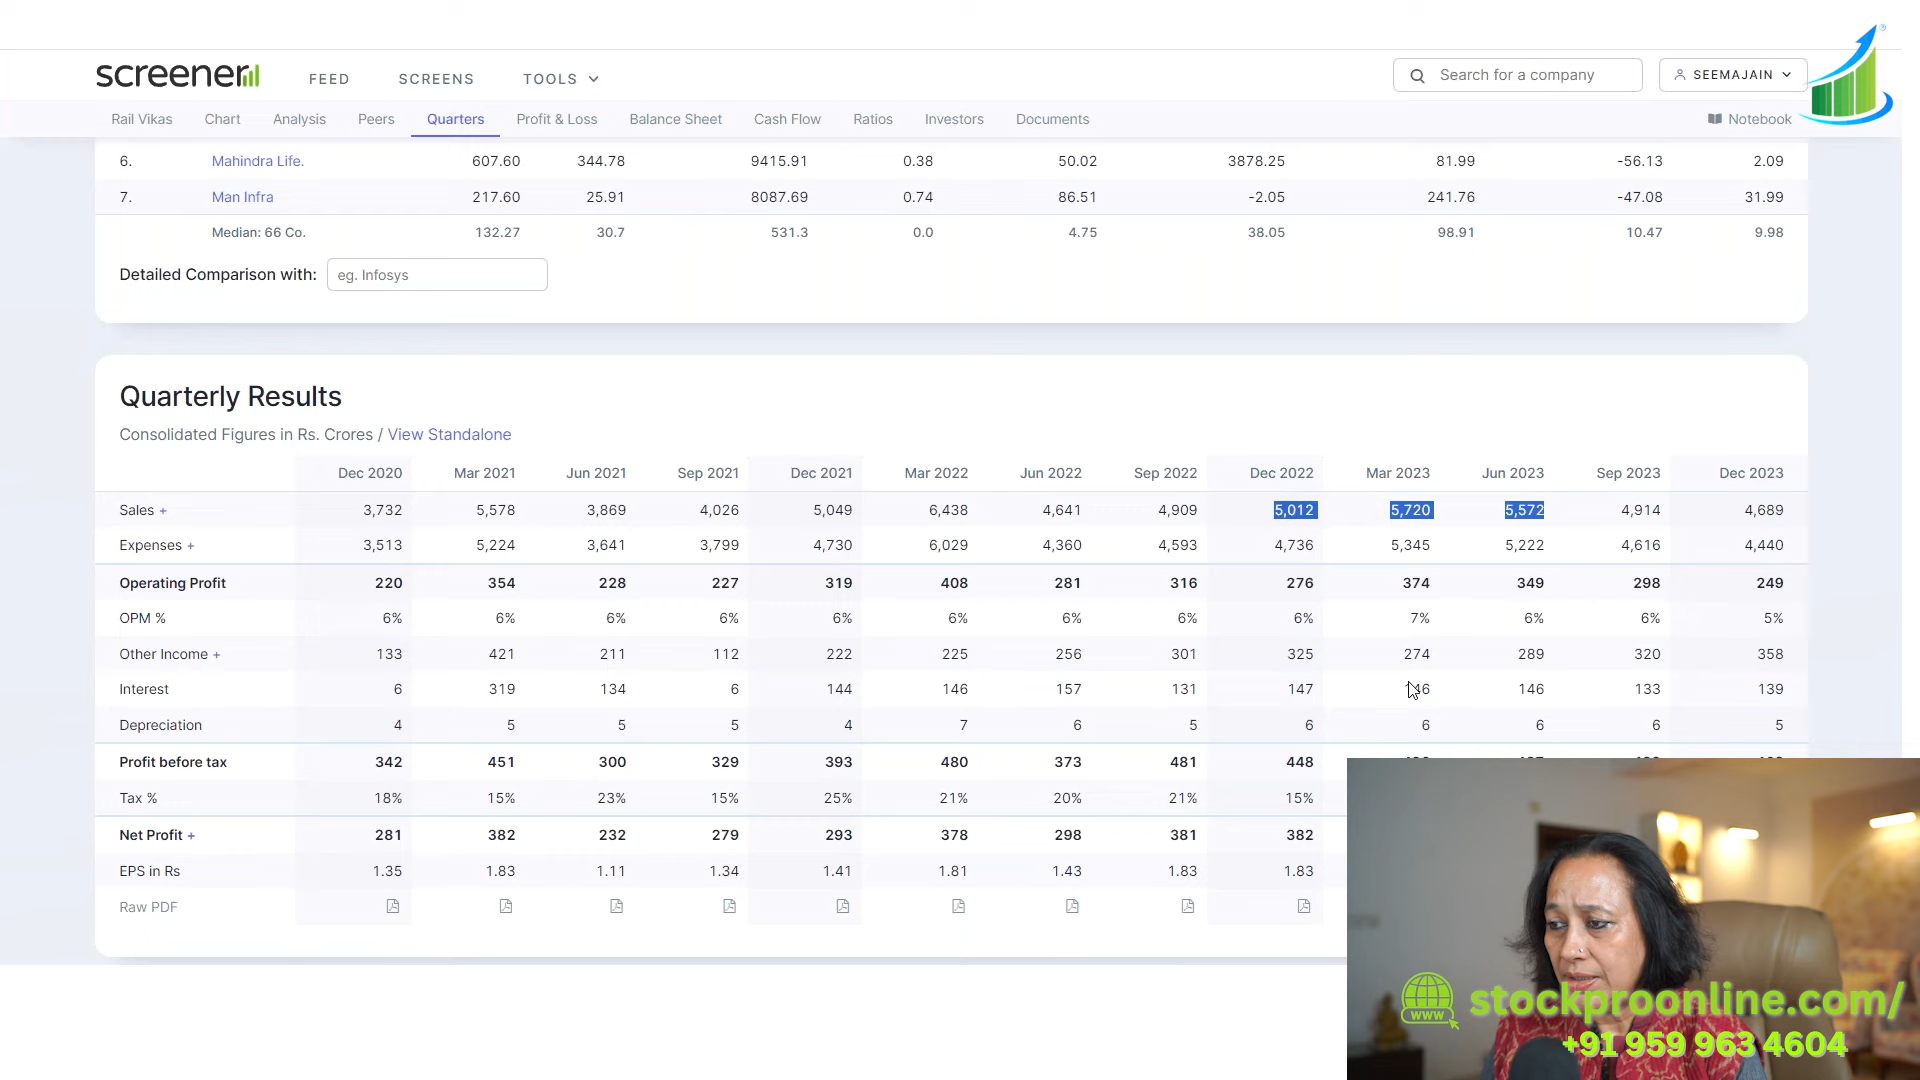 screener
FEED SCREENS TOOLS
Search for a company
SEEMAJAIN
Rail Vikas Chart Analysis Peers Quarters Profit & Loss Balance Sheet Cash Flow Ratios Investors Documents Notebook
6. Mahindra Life. 607.60 344.78 9415.91 0.38 50.02 3878.25 81.99 -56.13 2.09
7. Man Infra 217.60 25.91 8087.69 0.74 86.51 -2.05 241.76 -47.08 31.99
Median: 66 Co. 132.27 30.7 531.3 0.0 4.75 38.05 98.91 10.47 9.98
Detailed Comparison with: eg. Infosys
Quarterly Results
Consolidated Figures in Rs. Crores / View Standalone
Dec 2020 Mar 2021 Jun 2021 Sep 2021 Dec 2021 Mar 2022 Jun 2022 Sep 2022 Dec 2022 Mar 2023 Jun 2023 Sep 2023 Dec 2023
Sales + 3,732 5,578 3,869 4,026 5,049 6,438 4,641 4,909 5,012 5,720 5,572 4,914 4,689
Expenses + 3,513 5,224 3,641 3,799 4,730 6,029 4,360 4,593 4,736 5,345 5,222 4,616 4,440
Operating Profit 220 354 228 227 319 408 281 316 276 374 349 298 249
OPM % 6% 6% 6% 6% 6% 6% 6% 6% 6% 7% 6% 6% 5%
Other Income + 133 421 211 112 222 225 256 301 325 274 289 320 358
Interest 6 319 134 6 144 146 157 131 147 146 133 139
Depreciation 4 5 5 5 4 7 6 5 6 6 6 6 5
Profit before tax 342 451 300 329 393 480 373 481 448
Tax % 18% 15% 23% 15% 25% 21% 20% 21% 15%
Net Profit + 281 382 232 279 293 378 298 381 382
EPS in Rs 1.35 1.83 1.11 1.34 1.41 1.81 1.43 1.83 1.83
Raw PDF
www
stockproonline.com/
+91 959 963 4604